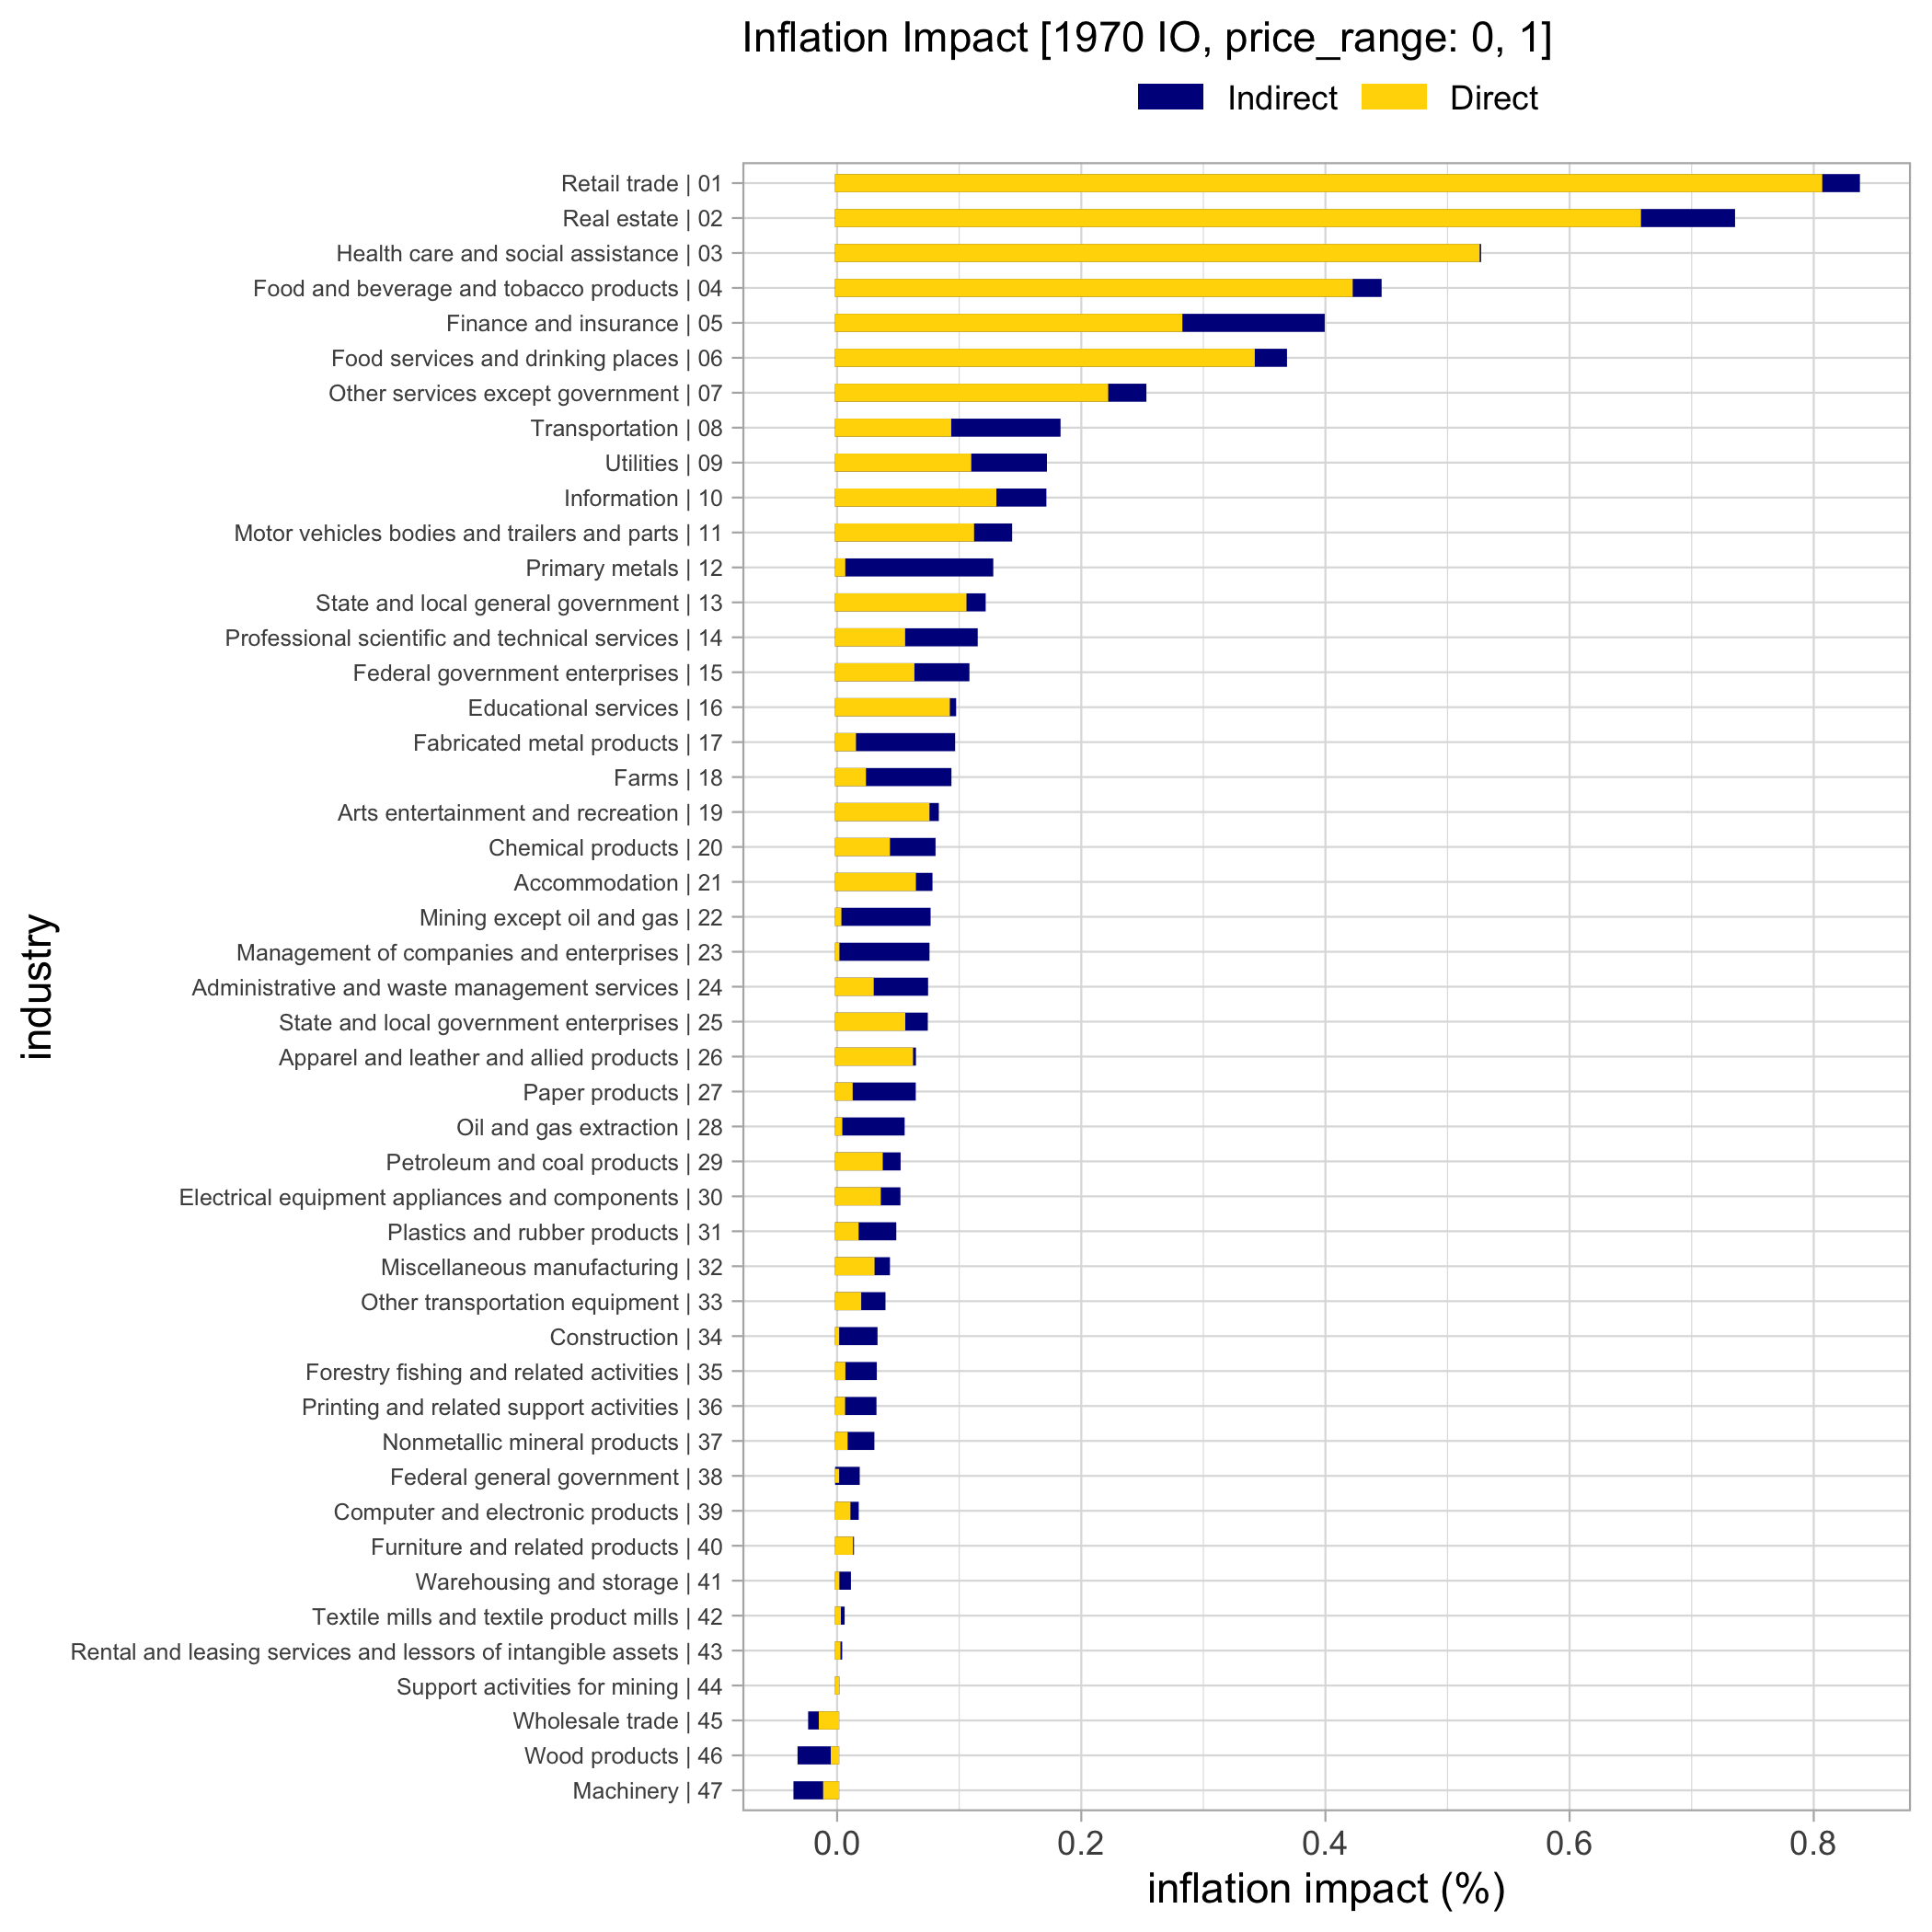 Inflation Impact [1970 IO, price_range: 0, 1]
Indirect Direct
Retail trade | 01
Real estate | 02
Health care and social assistance | 03
Food and beverage and tobacco products | 04
Finance and insurance | 05
Food services and drinking places | 06
Other services except government | 07
Transportation | 08
Utilities | 09
Information | 10
Motor vehicles bodies and trailers and parts | 11
Primary metals | 12
State and local general government | 13
Professional scientific and technical services | 14
Federal government enterprises | 15
Educational services | 16
Fabricated metal products | 17
Farms | 18
Arts entertainment and recreation | 19
Chemical products | 20
Accommodation | 21
Mining except oil and gas | 22
Management of companies and enterprises | 23
Administrative and waste management services | 24
State and local government enterprises | 25
Apparel and leather and allied products | 26
Paper products | 27
Oil and gas extraction | 28
Petroleum and coal products | 29
Electrical equipment appliances and components | 30
Plastics and rubber products | 31
Miscellaneous manufacturing | 32
Other transportation equipment | 33
Construction | 34
Forestry fishing and related activities | 35
Printing and related support activities | 36
Nonmetallic mineral products | 37
Federal general government | 38
Computer and electronic products | 39
Furniture and related products | 40
Warehousing and storage | 41
Textile mills and textile product mills | 42
Rental and leasing services and lessors of intangible assets | 43
Support activities for mining | 44
Wholesale trade | 45
Wood products | 46
Machinery | 47
industry
0.0 0.2 0.4 0.6 0.8
inflation impact (%)